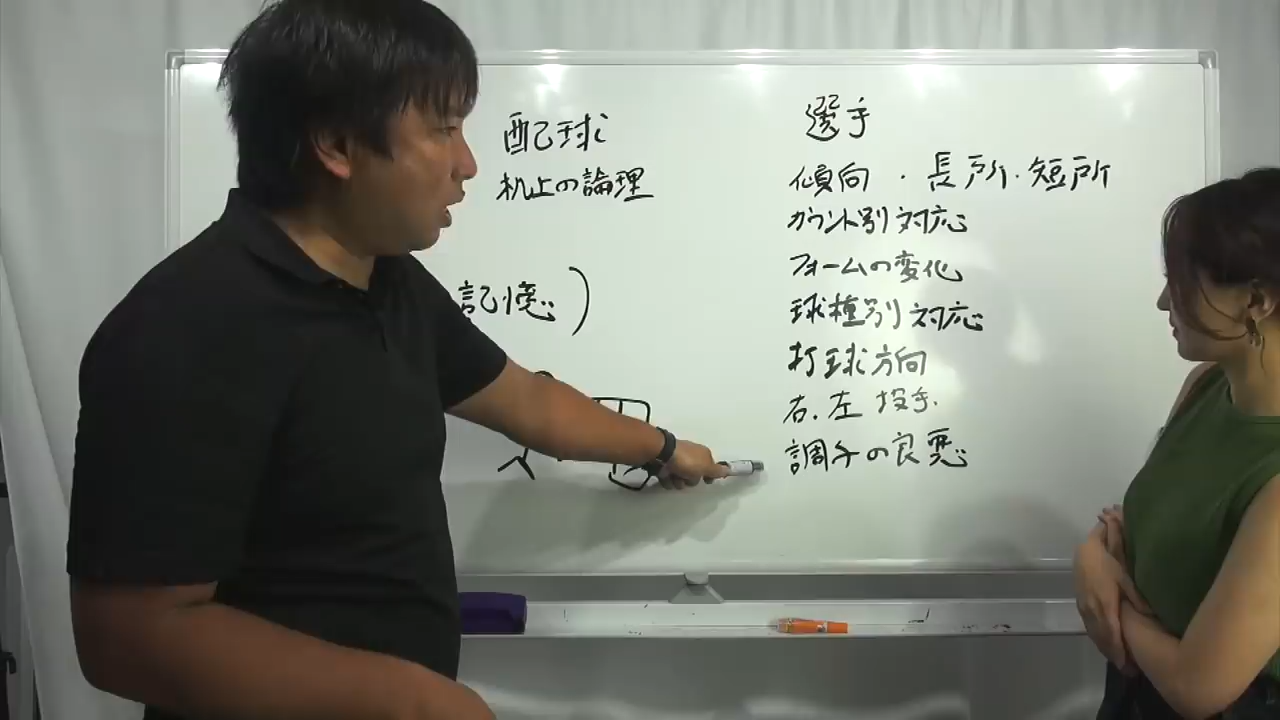 配球
机上の論理
記憶)
選手
傾向・長所・短所
カウント別対応
フォームの変化
球種別対応
打球方向
右.左 投手.
調子の良悪